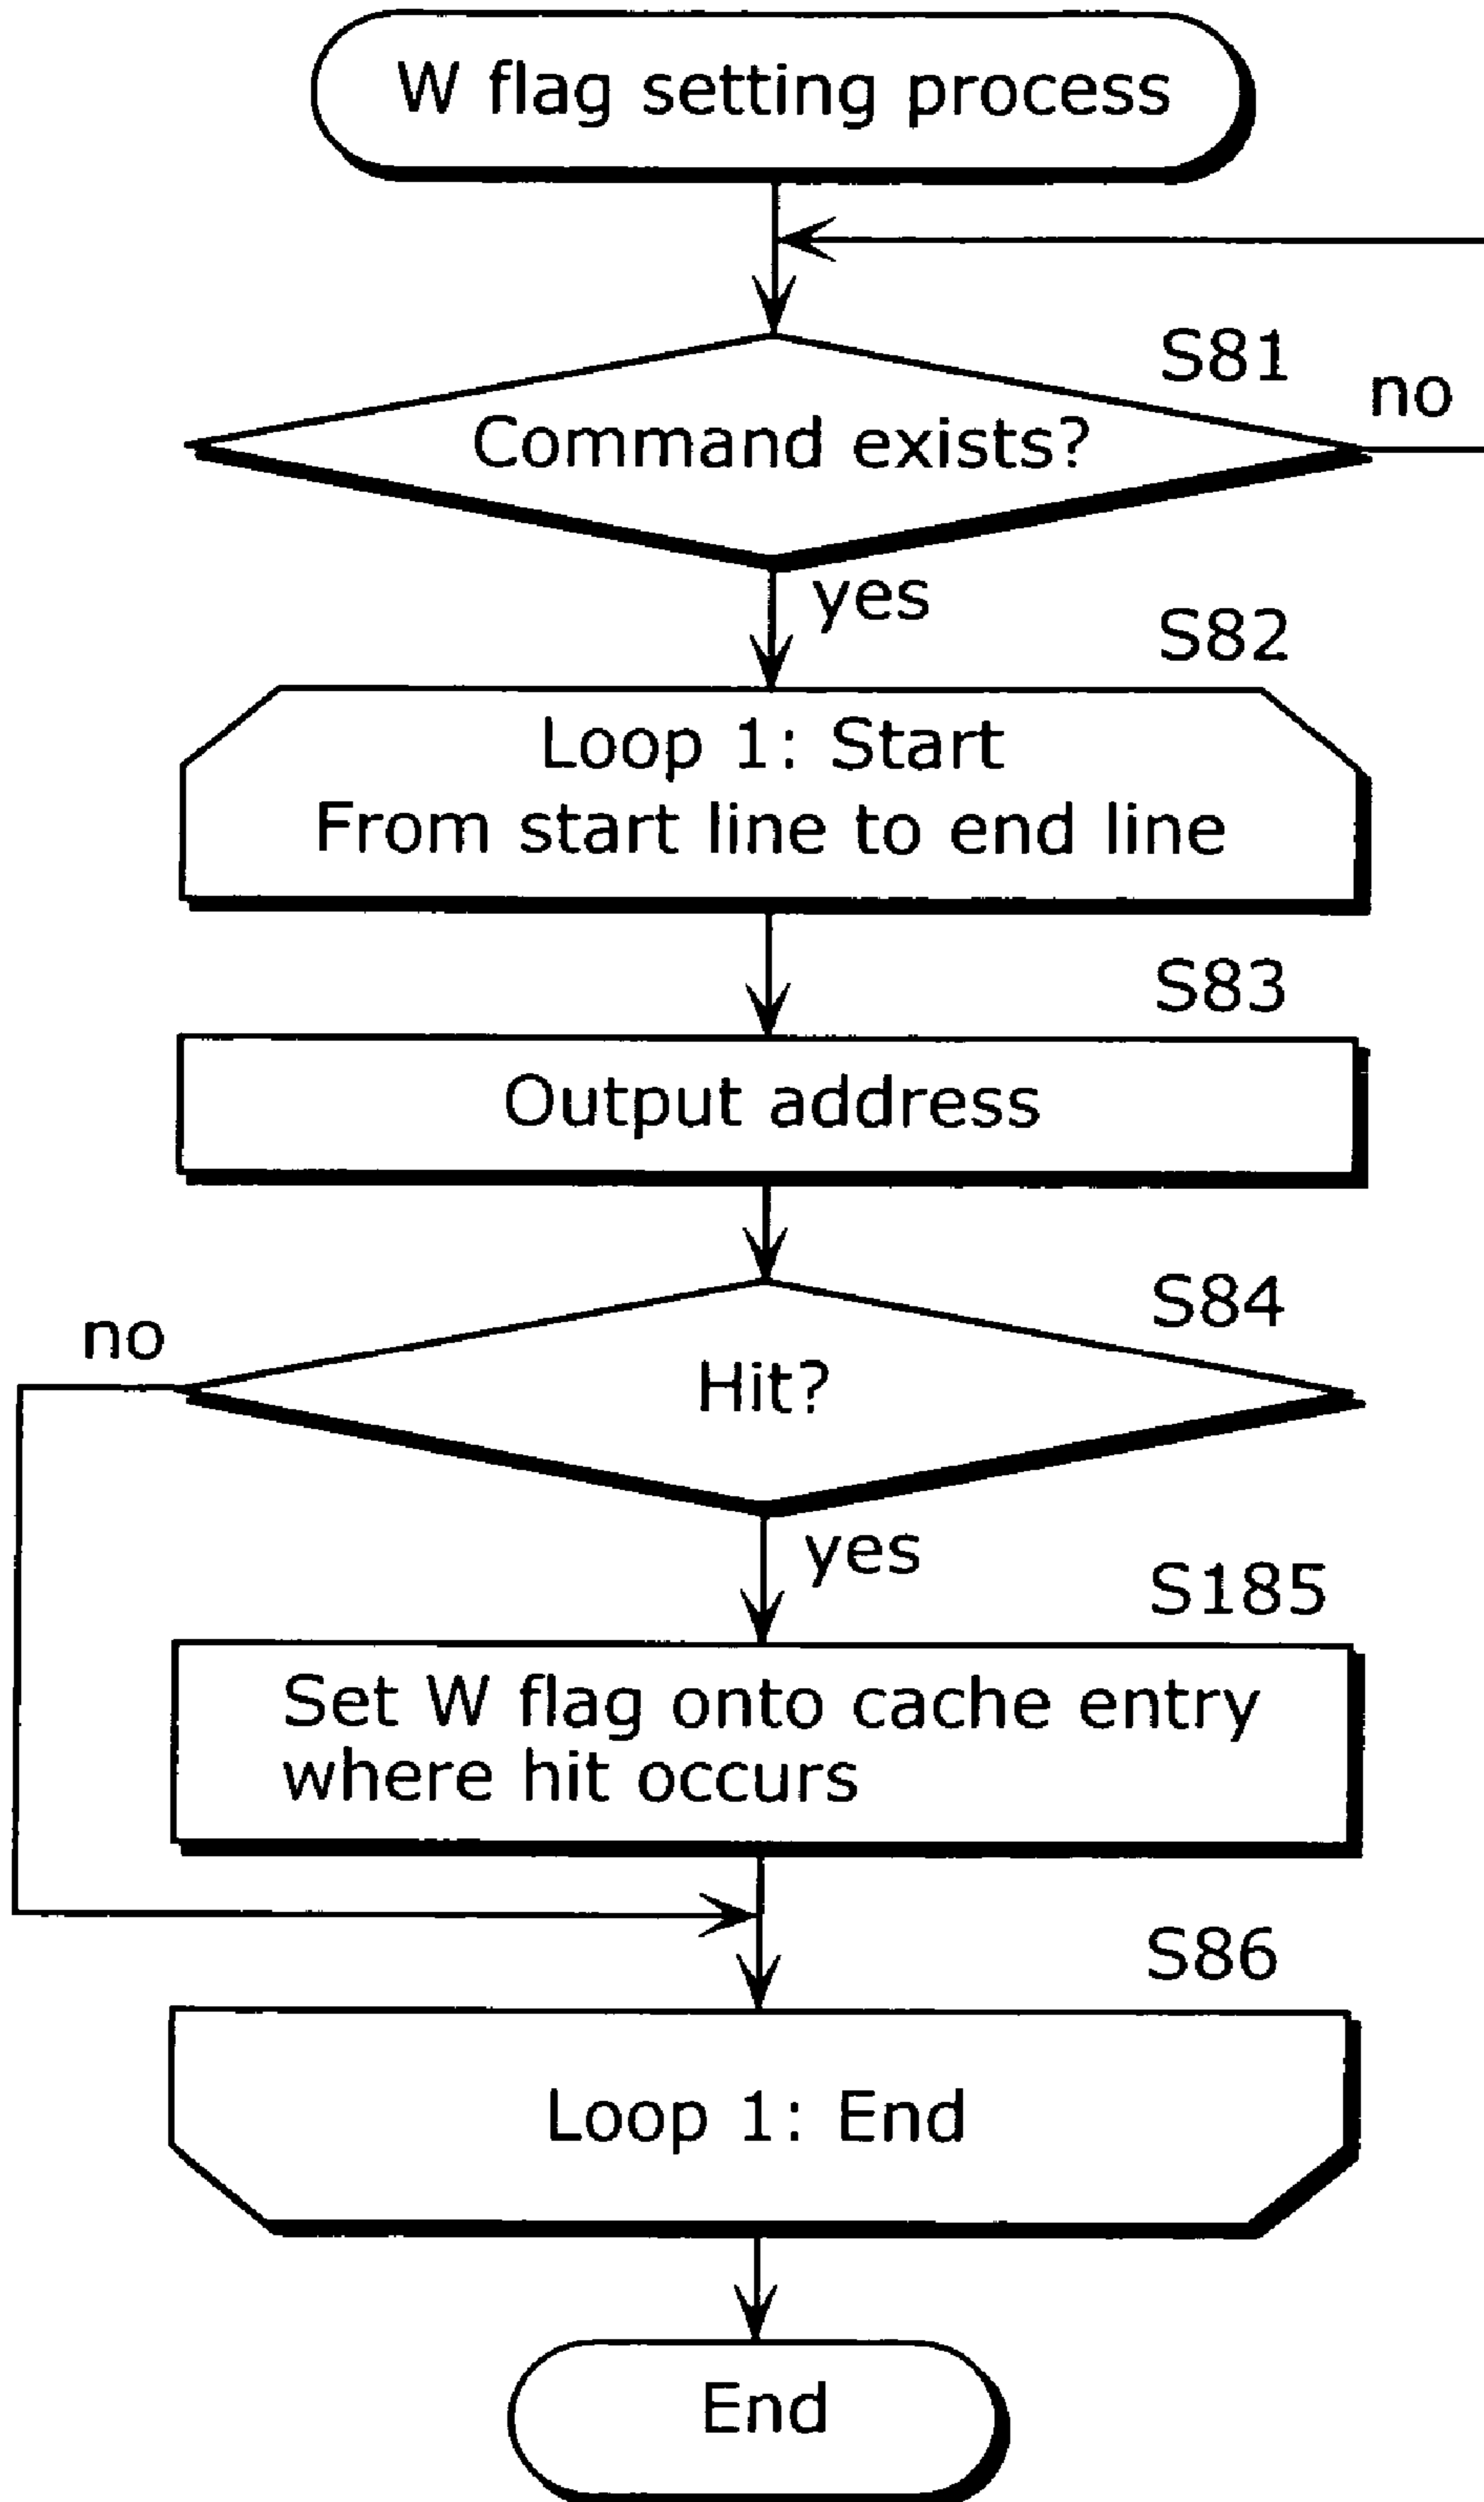 W flag setting process
S81
no
Command exists?
yes
S82
Loop 1: Start
From start line to end line
S83
Output address
S84
no
Hit?
yes
S185
Set W flag onto cache entry
where hit occurs
S86
Loop 1: End
End